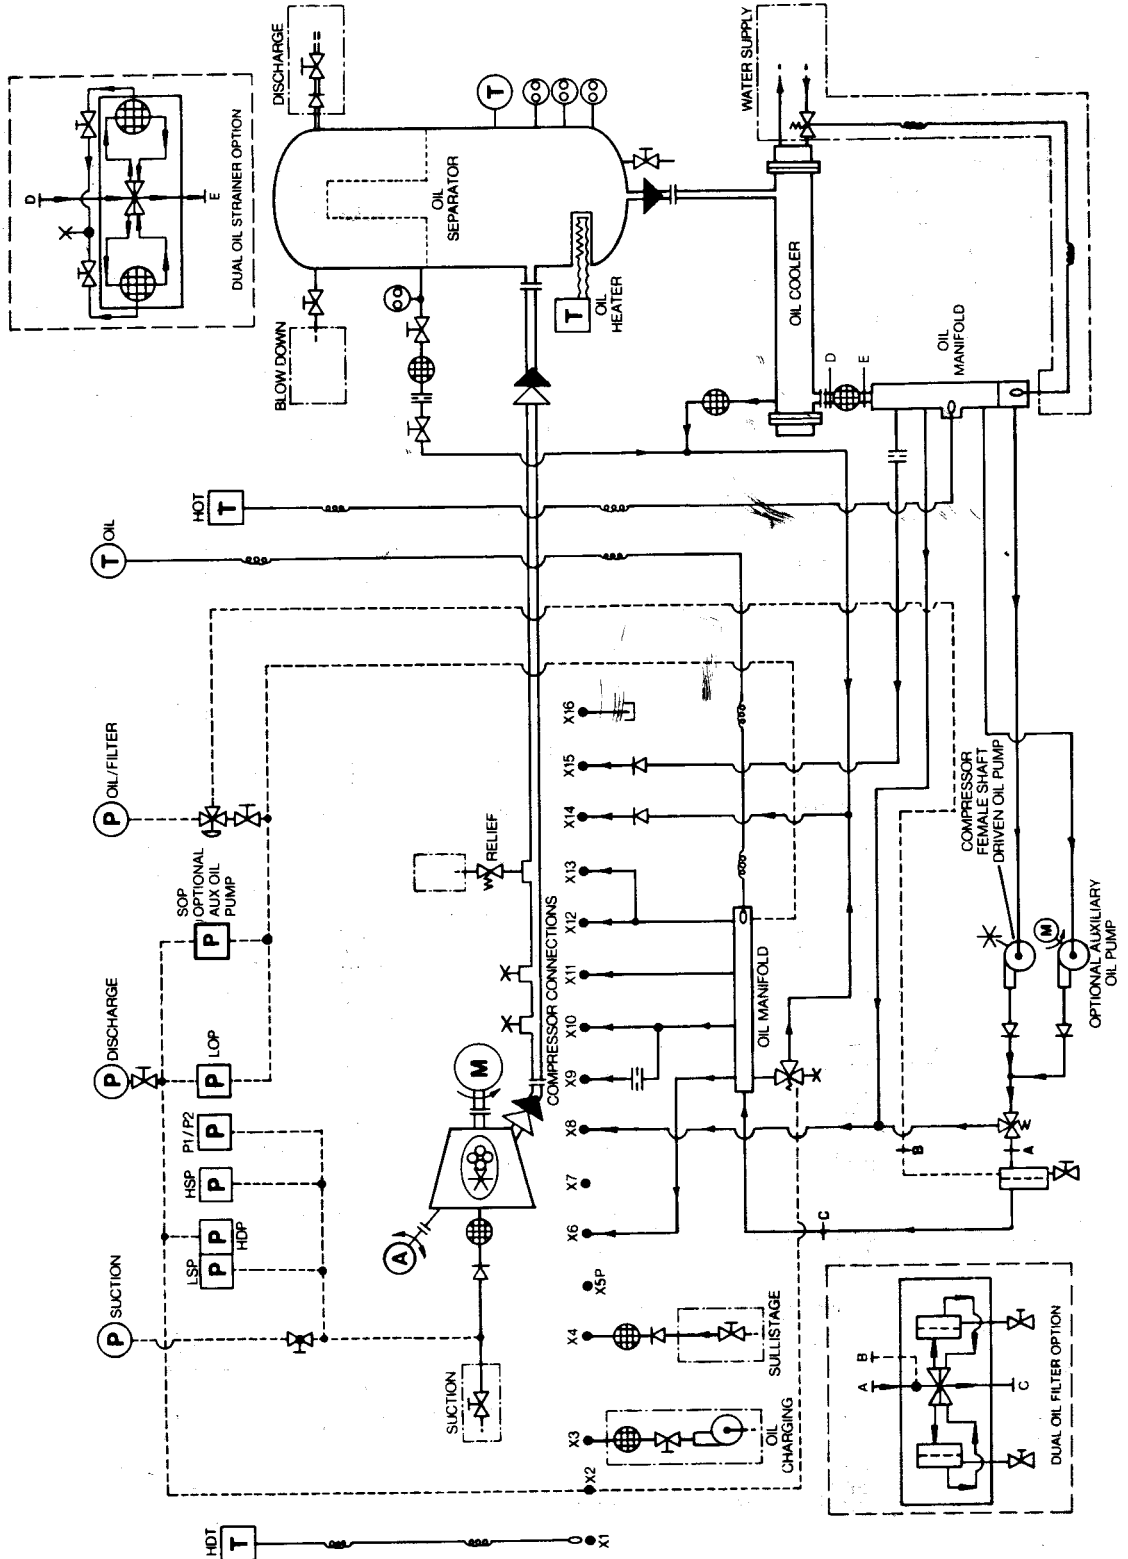 D
E
DUAL OIL STRAINER OPTION
DISCHARGE
OIL
SEPARATOR
T
T
OIL
HEATER
BLOW DOWN
WATER SUPPLY
OIL COOLER
D
E
OIL
MANIFOLD
HOT
T
T
OIL
P
OIL/FILTER
SOP
OPTIONAL
AUX OIL
PUMP
P
P
DISCHARGE
LOP
P
P1/P2
P
HSP
P
P
HDP
LSP
P
P
SUCTION
HDT
T
RELIEF
M
A
SUCTION
COMPRESSOR CONNECTIONS
X1
X2
X3
X4
X5P
X6
X7
X8
X9
X10
X11
X12
X13
X14
X15
X16
OIL
CHARGING
SULLISTAGE
OIL MANIFOLD
COMPRESSOR
FEMALE SHAFT
DRIVEN OIL PUMP
M
OPTIONAL AUXILIARY
OIL PUMP
W
A
B
C
A
B
C
DUAL OIL FILTER OPTION